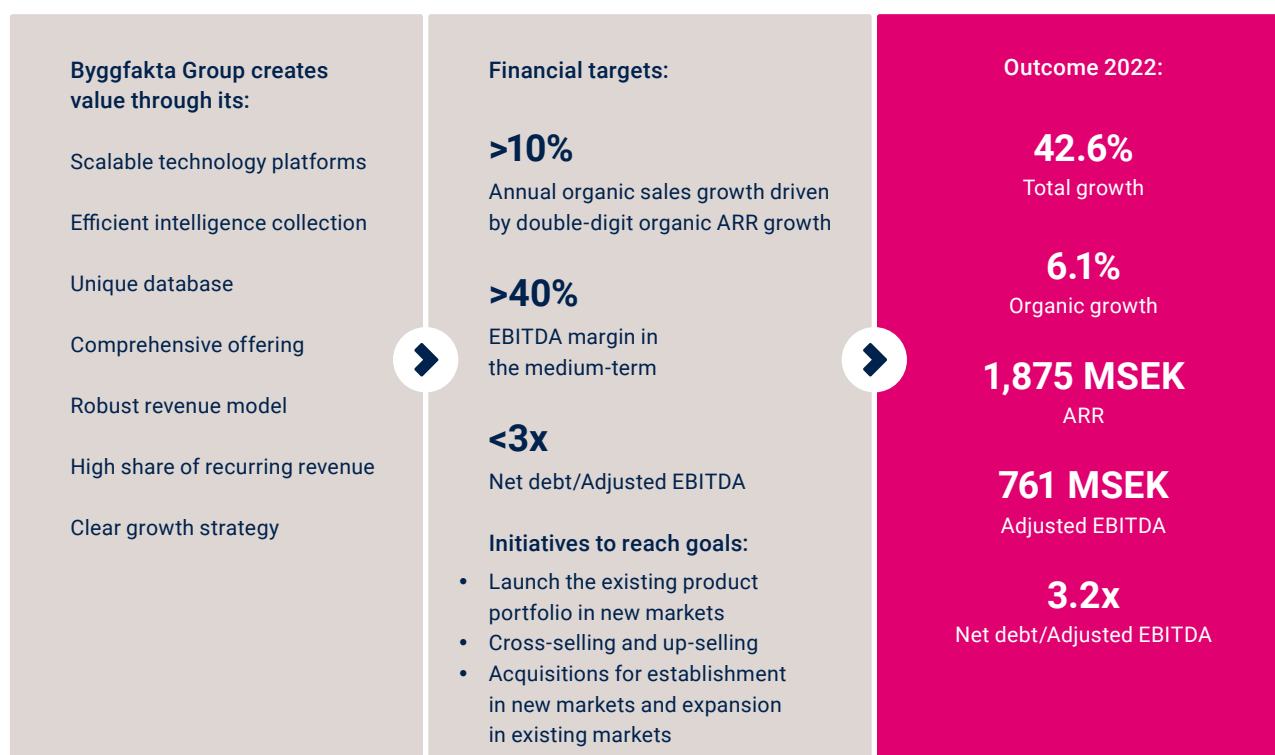 Byggfakta Group creates
value through its:
Scalable technology platforms
Efficient intelligence collection
Unique database
Comprehensive offering
Robust revenue model
High share of recurring revenue
Clear growth strategy
Financial targets:
>10%
Annual organic sales growth driven
by double-digit organic ARR growth
>40%
EBITDA margin in
the medium-term
<3x
Net debt/Adjusted EBITDA
Initiatives to reach goals:
• Launch the existing product
portfolio in new markets
• Cross-selling and up-selling
• Acquisitions for establishment
in new markets and expansion
in existing markets
Outcome 2022:
42.6%
Total growth
6.1%
Organic growth
1,875 MSEK
ARR
761 MSEK
Adjusted EBITDA
3.2x
Net debt/Adjusted EBITDA